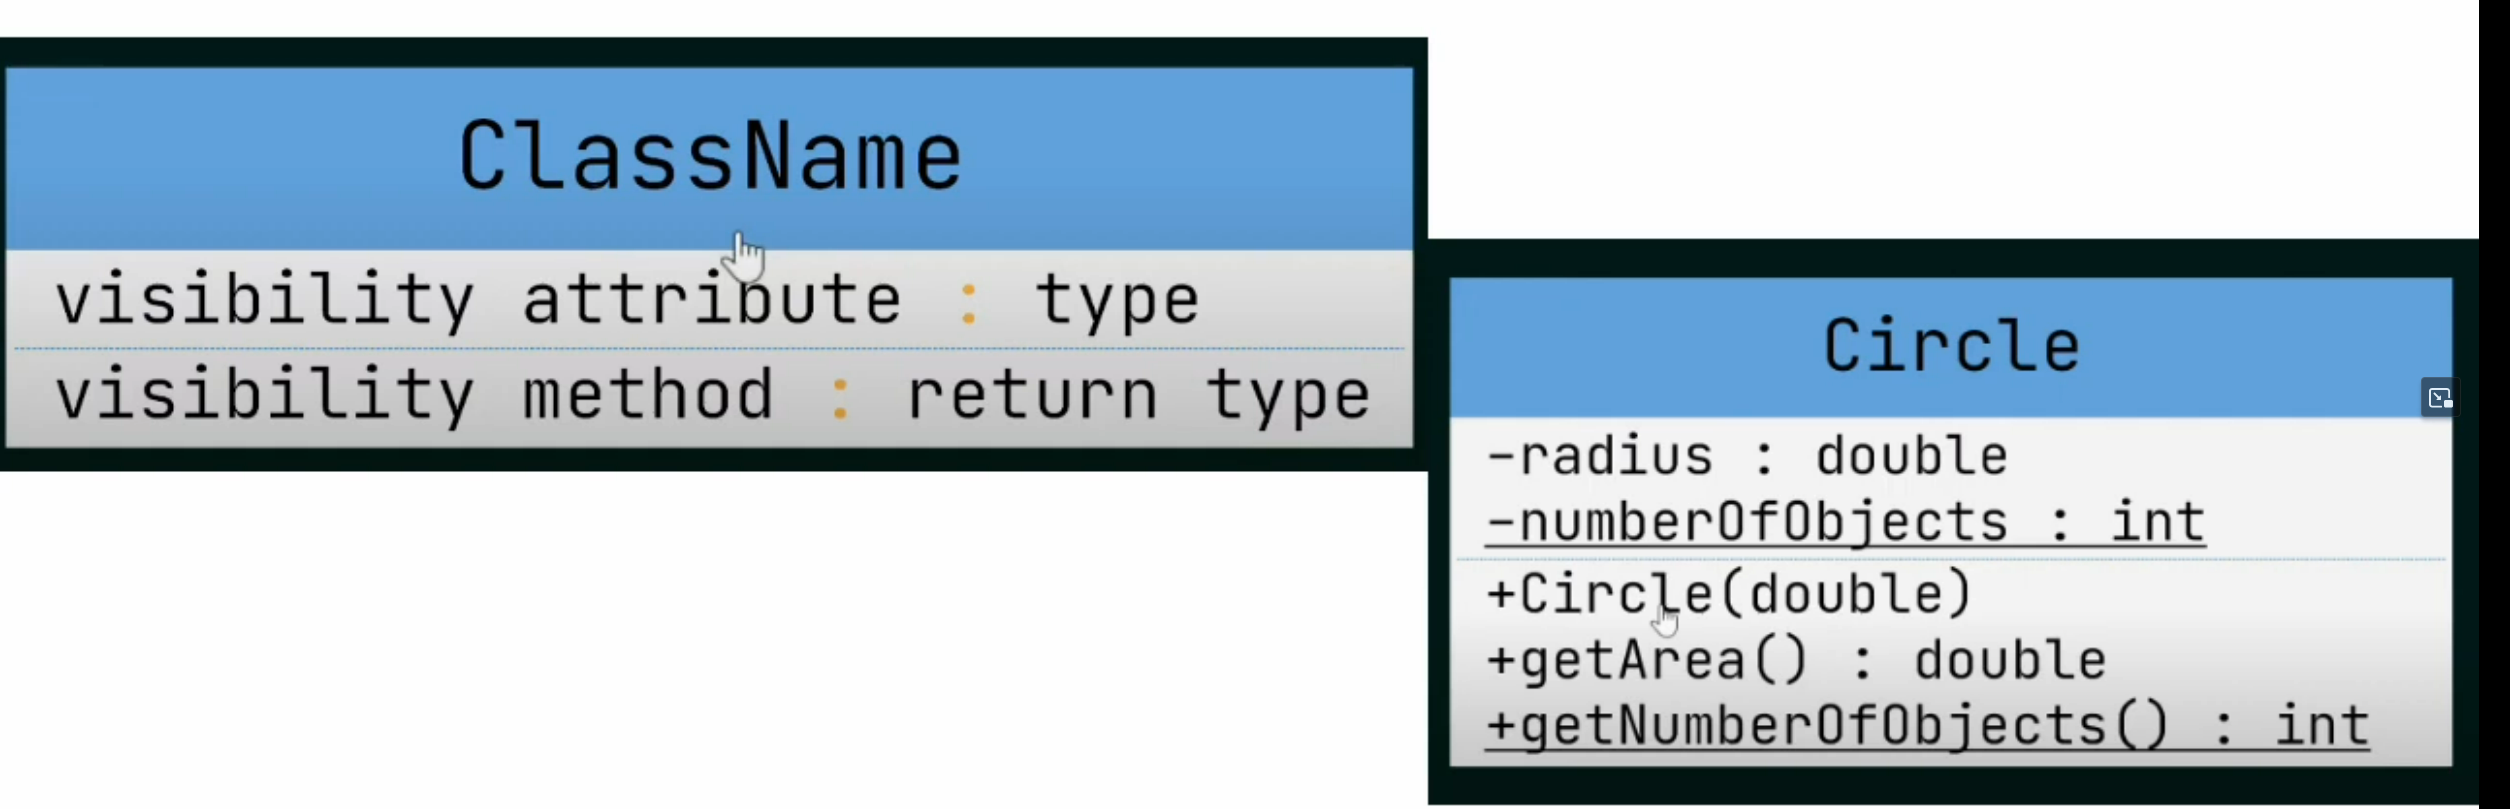 ClassName
visibility attribute : type
visibility method : return type
Circle
-radius : double
-numberOfObjects : int
+Circle(double)
+getArea() : double
+getNumberOfObjects() : int